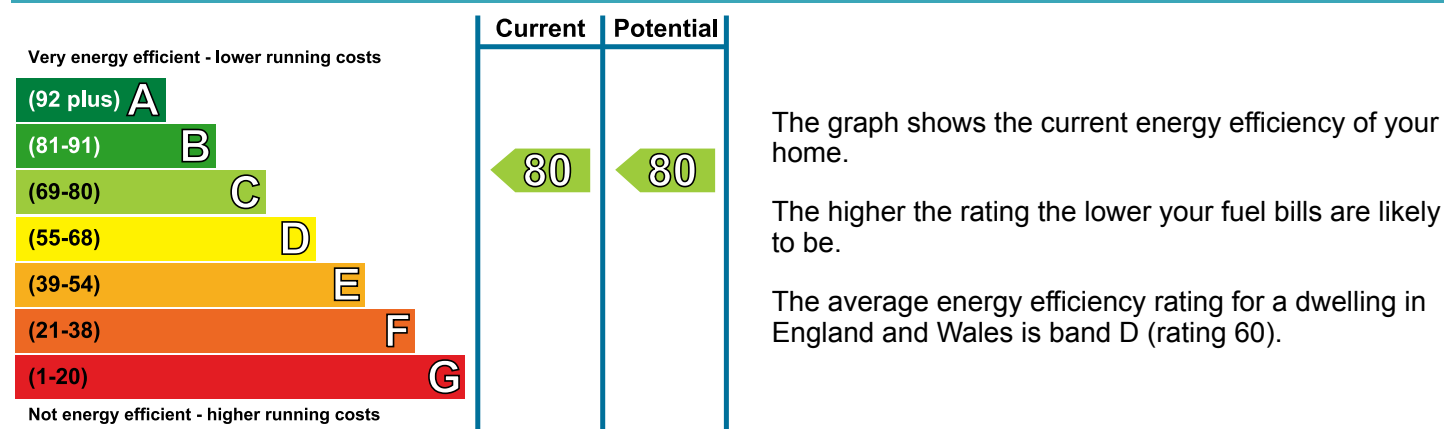 Current Potential
Very energy efficient - lower running costs
(92 plus) A
(81-91) B
(69-80) C
(55-68) D
(39-54) E
(21-38) F
(1-20) G
Not energy efficient - higher running costs
80 80
The graph shows the current energy efficiency of your
home.
The higher the rating the lower your fuel bills are likely
to be.
The average energy efficiency rating for a dwelling in
England and Wales is band D (rating 60).